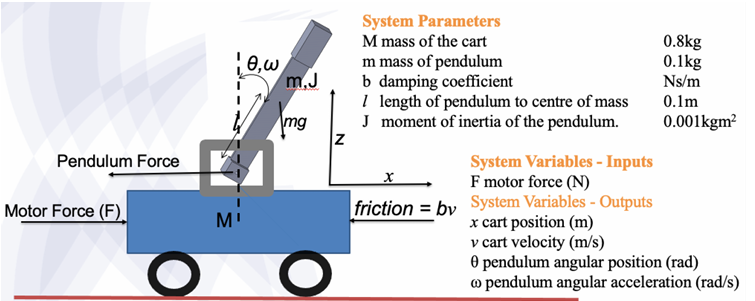 System Parameters
M mass of the cart 0.8kg
m mass of pendulum 0.1kg
b damping coefficient Ns/m
l length of pendulum to centre of mass 0.1m
J moment of inertia of the pendulum. 0.001kgm²
θ,ω
m,J
l
mg
z
x
Pendulum Force
Motor Force (F)
M
friction = bv
System Variables - Inputs
F motor force (N)
System Variables - Outputs
x cart position (m)
v cart velocity (m/s)
θ pendulum angular position (rad)
ω pendulum angular acceleration (rad/s)